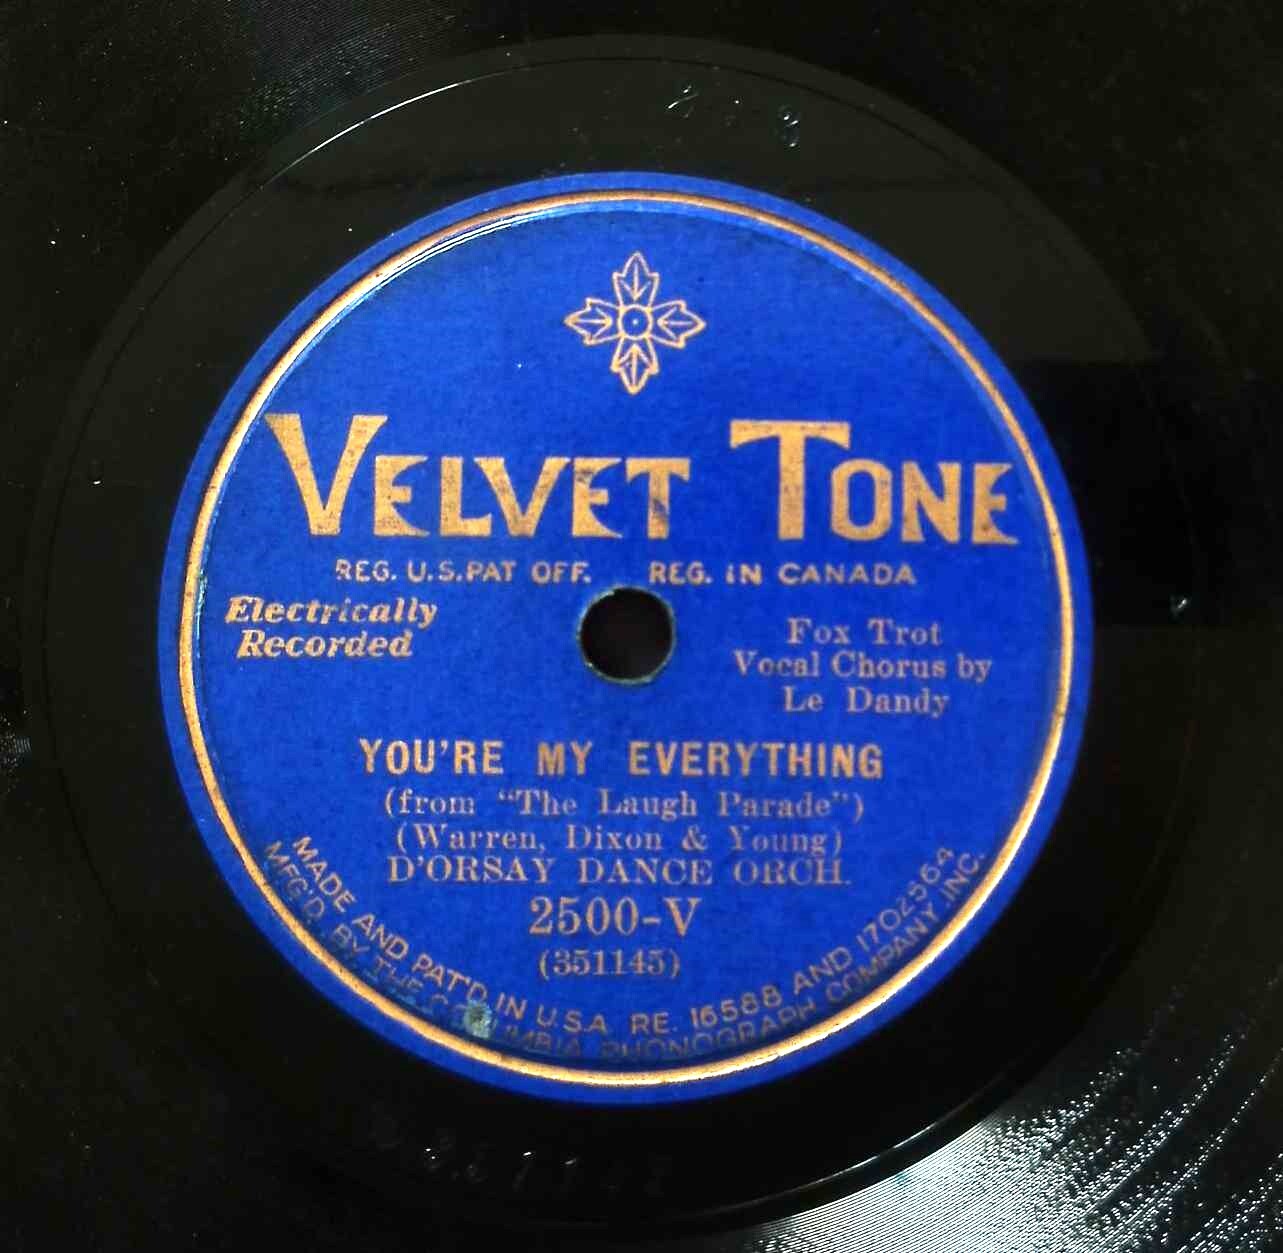 VELVET TONE
REG. U.S.PAT OFF. REG. IN CANADA
Electrically
Recorded
Fox Trot
Vocal Chorus by
Le Dandy
YOU'RE MY EVERYTHING
(from "The Laugh Parade")
(Warren, Dixon & Young)
D'ORSAY DANCE ORCH.
2500-V
(351145)
MADE AND PAT'D IN U.S.A RE. 16588 AND 1702564
MFG'D. BY THE COLUMBIA PHONOGRAPH COMPANY INC.